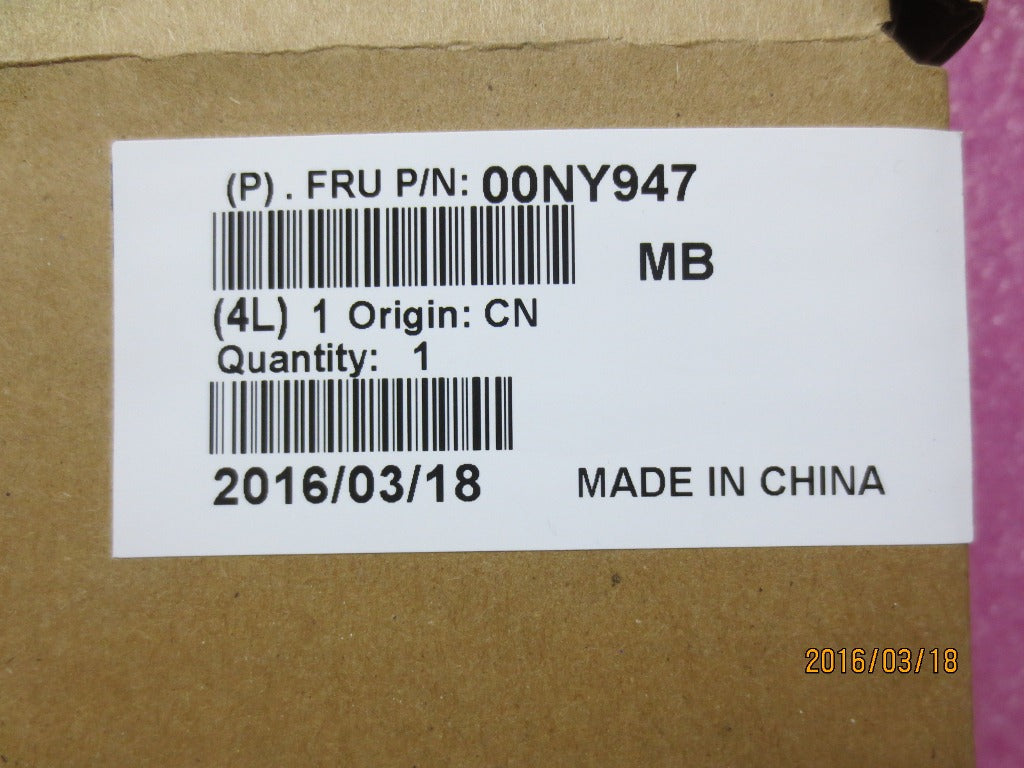 (P) . FRU P/N: 00NY947
MB
(4L) 1 Origin: CN
Quantity: 1
2016/03/18 MADE IN CHINA
2016/03/18